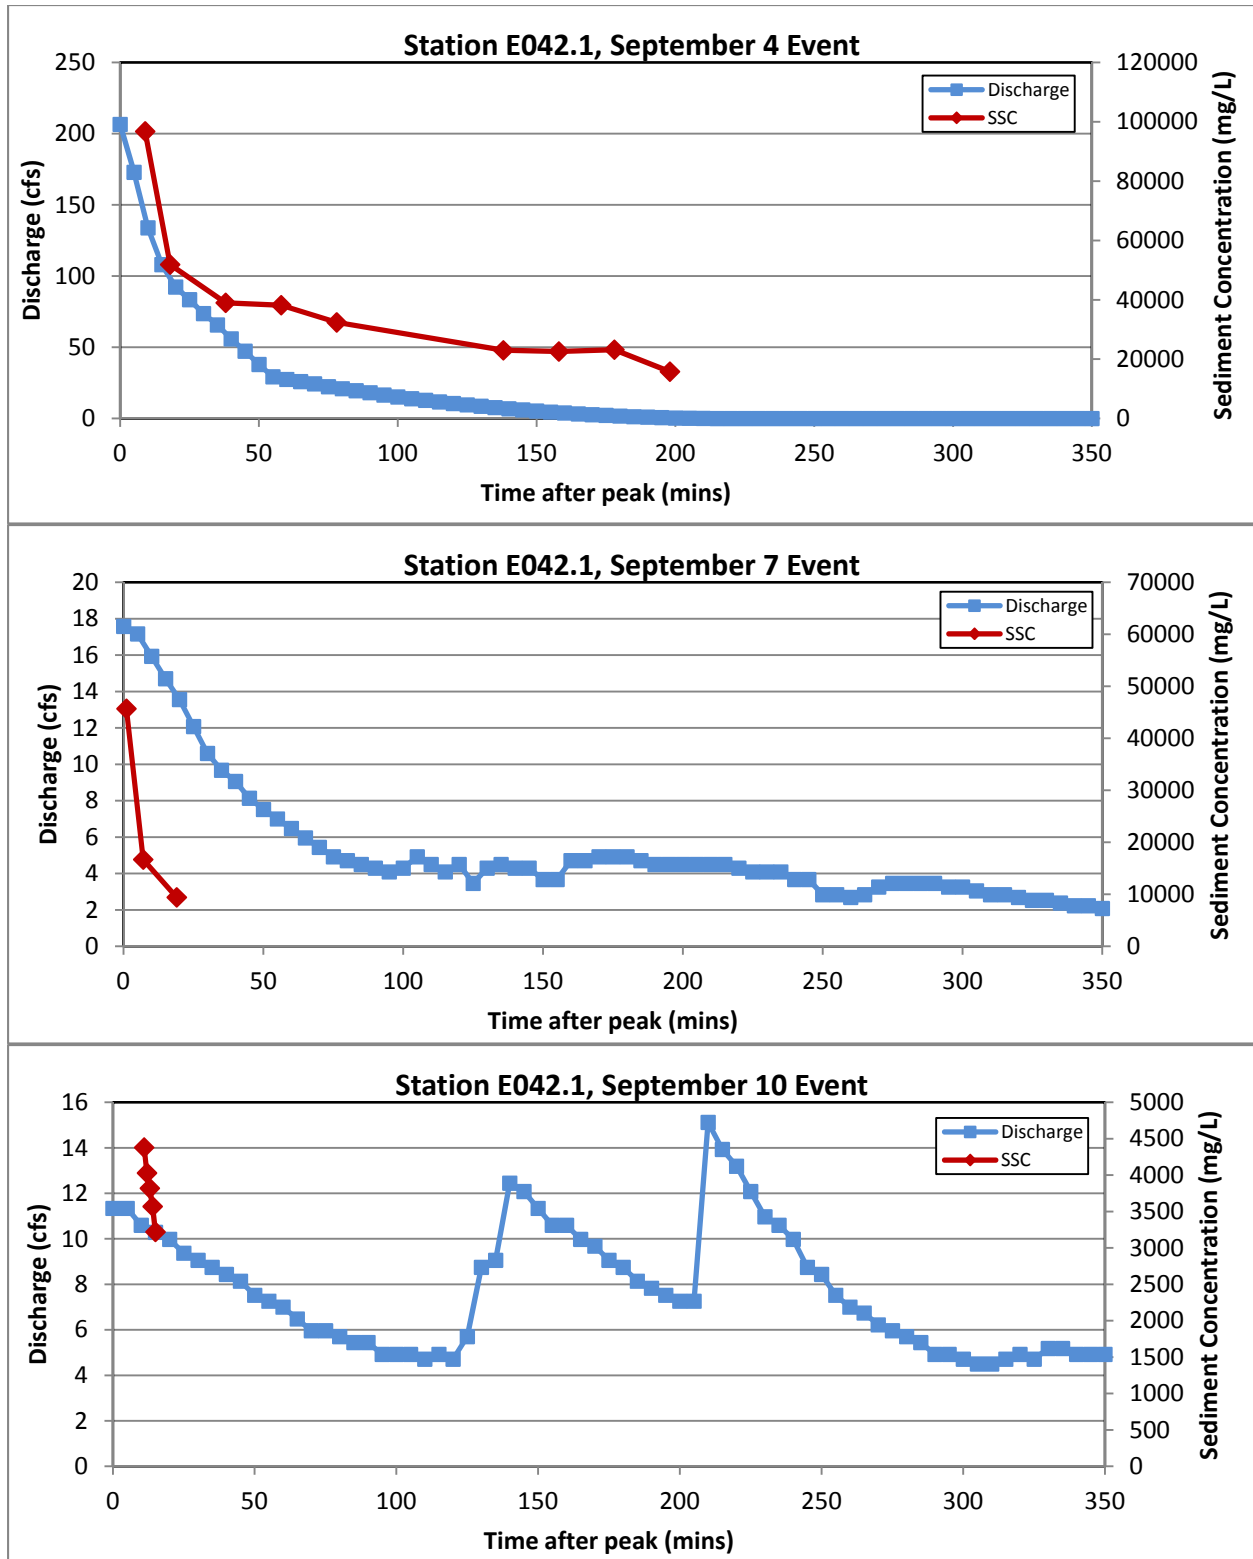 Station E042.1, September 4 Event
250
200
150
100
50
0
Discharge (cfs)
120000
100000
80000
60000
40000
20000
0
Sediment Concentration (mg/L)
Discharge
SSC
0 50 100 150 200 250 300 350
Time after peak (mins)
Station E042.1, September 7 Event
20
18
16
14
12
10
8
6
4
2
0
Discharge (cfs)
70000
60000
50000
40000
30000
20000
10000
0
Sediment Concentration (mg/L)
Discharge
SSC
0 50 100 150 200 250 300 350
Time after peak (mins)
Station E042.1, September 10 Event
16
14
12
10
8
6
4
2
0
Discharge (cfs)
5000
4500
4000
3500
3000
2500
2000
1500
1000
500
0
Sediment Concentration (mg/L)
Discharge
SSC
0 50 100 150 200 250 300 350
Time after peak (mins)